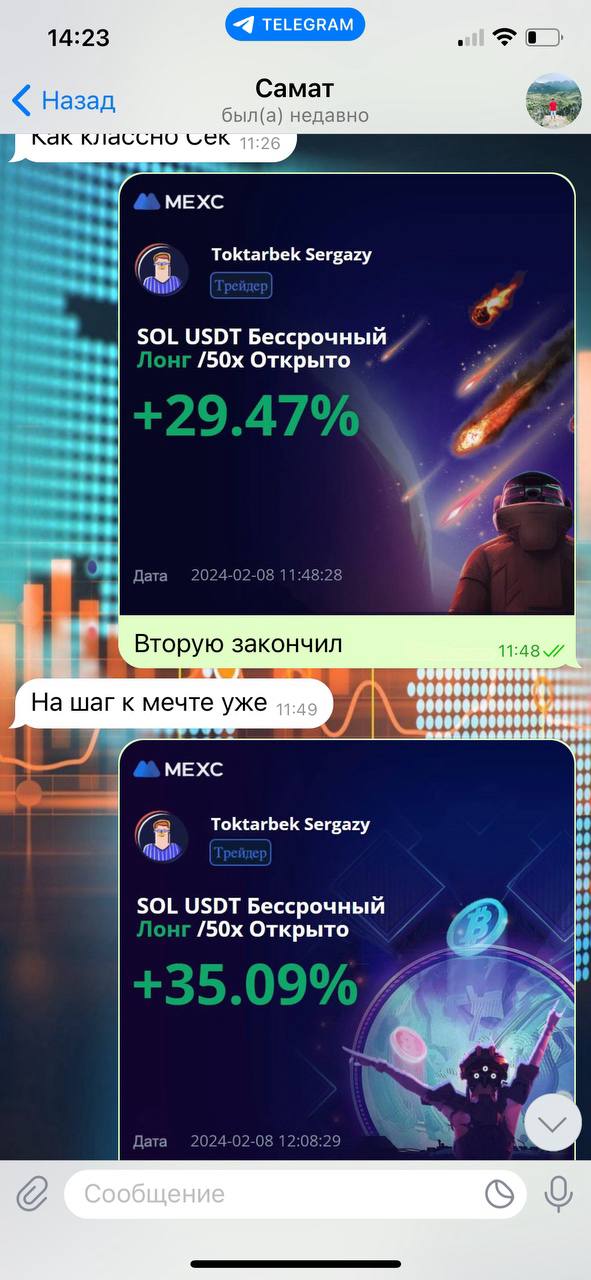 14:23
TELEGRAM
Назад
Самат
был(а) недавно
Как классно Сек 11:26
MEXC
Toktarbek Sergazy
Трейдер
SOL USDT Бессрочный
Лонг /50x Открыто
+29.47%
Дата 2024-02-08 11:48:28
Вторую закончил 11:48
На шаг к мечте уже 11:49
MEXC
Toktarbek Sergazy
Трейдер
SOL USDT Бессрочный
Лонг /50x Открыто
+35.09%
Дата 2024-02-08 12:08:29
Сообщение